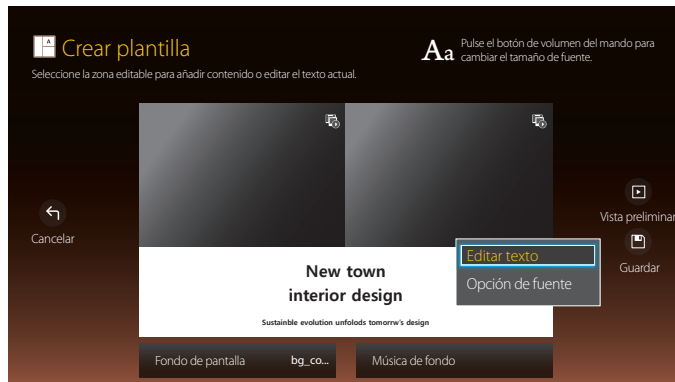 A
Crear plantilla
Seleccione la zona editable para añadir contenido o editar el texto actual.
Aa
Pulse el botón de volumen del mando para
cambiar el tamaño de fuente.
Cancelar
Vista preliminar
Guardar
Editar texto
Opción de fuente
New town
interior design
Sustainble evolution unfolods tomorrw's design
Fondo de pantalla bg_co...
Música de fondo